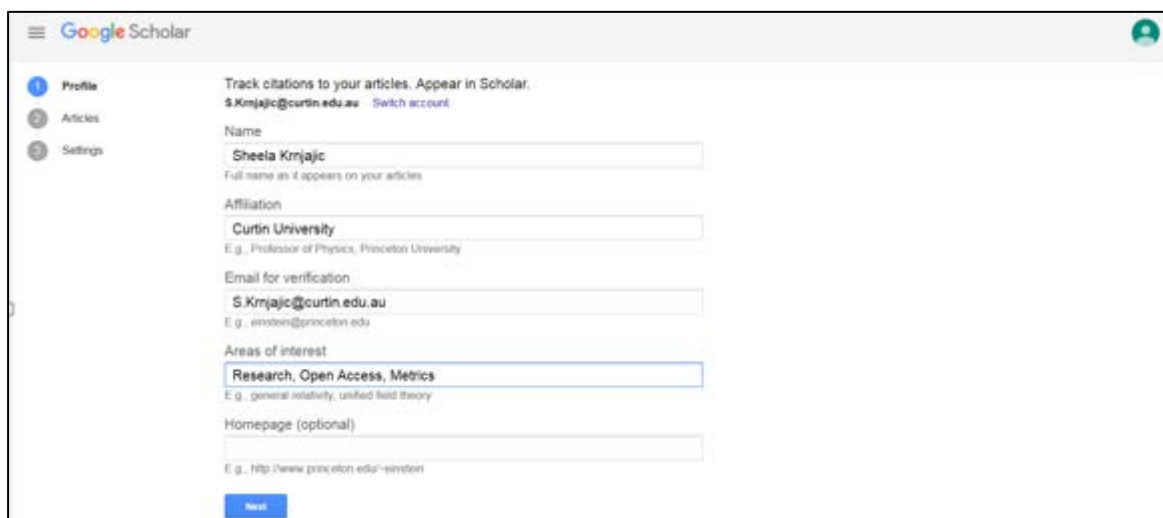 Google Scholar
1 Profile
2 Articles
3 Settings
Track citations to your articles. Appear in Scholar.
S.Krnjajic@curtin.edu.au Switch account
Name
Sheela Krnjajic
Full name as it appears on your articles
Affiliation
Curtin University
E.g., Professor of Physics, Princeton University
Email for verification
S.Krnjajic@curtin.edu.au
E.g., einstein@princeton.edu
Areas of interest
Research, Open Access, Metrics
E.g., general relativity, unified field theory
Homepage (optional)
E.g., http://www.princeton.edu/~einstein
Next